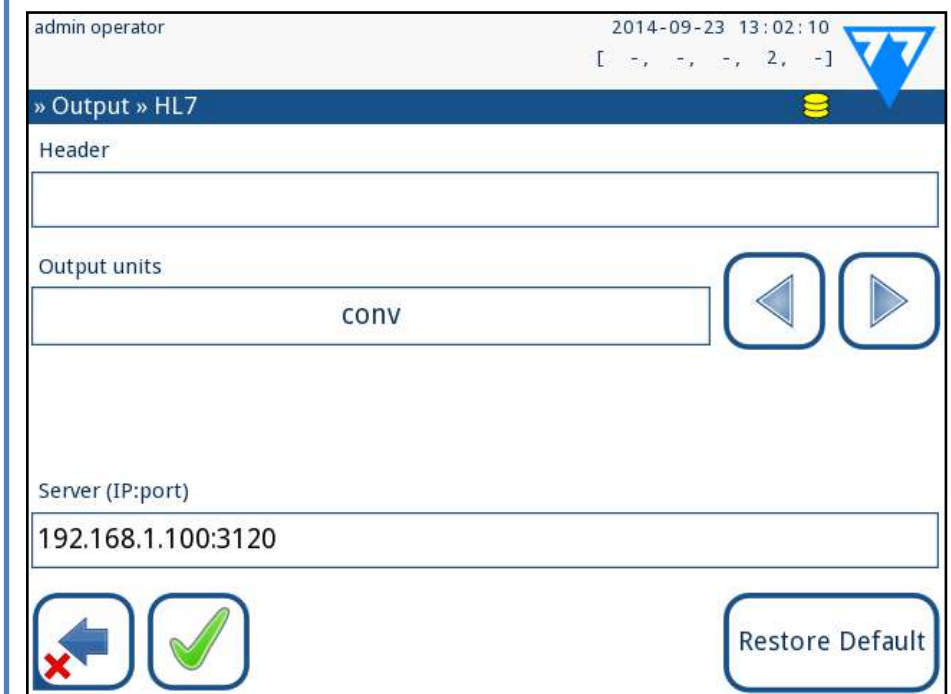 admin operator
2014-09-23 13:02:10
[ -, -, -, 2, -]
» Output » HL7
Header
Output units
conv
Server (IP:port)
192.168.1.100:3120
Restore Default